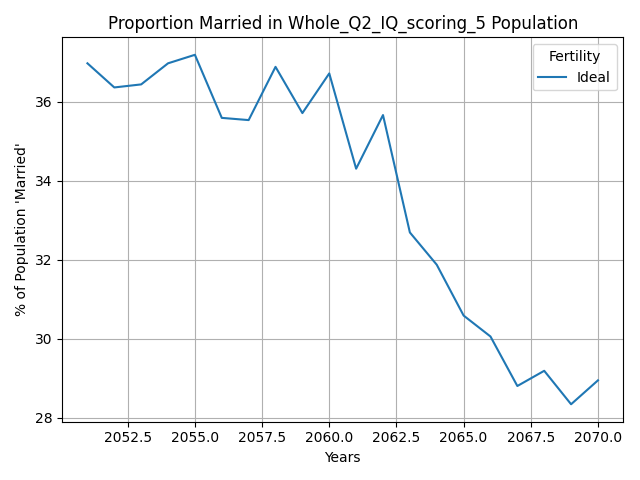 Proportion Married in Whole_Q2_IQ_scoring_5 Population
Fertility
Ideal
% of Population 'Married'
36
34
32
30
28
2052.5 2055.0 2057.5 2060.0 2062.5 2065.0 2067.5 2070.0
Years